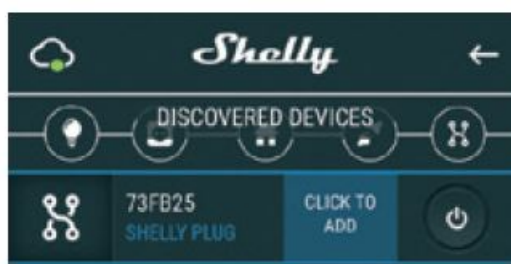 Shelly
DISCOVERED DEVICES
73FB25
SHELLY PLUG
CLICK TO
ADD